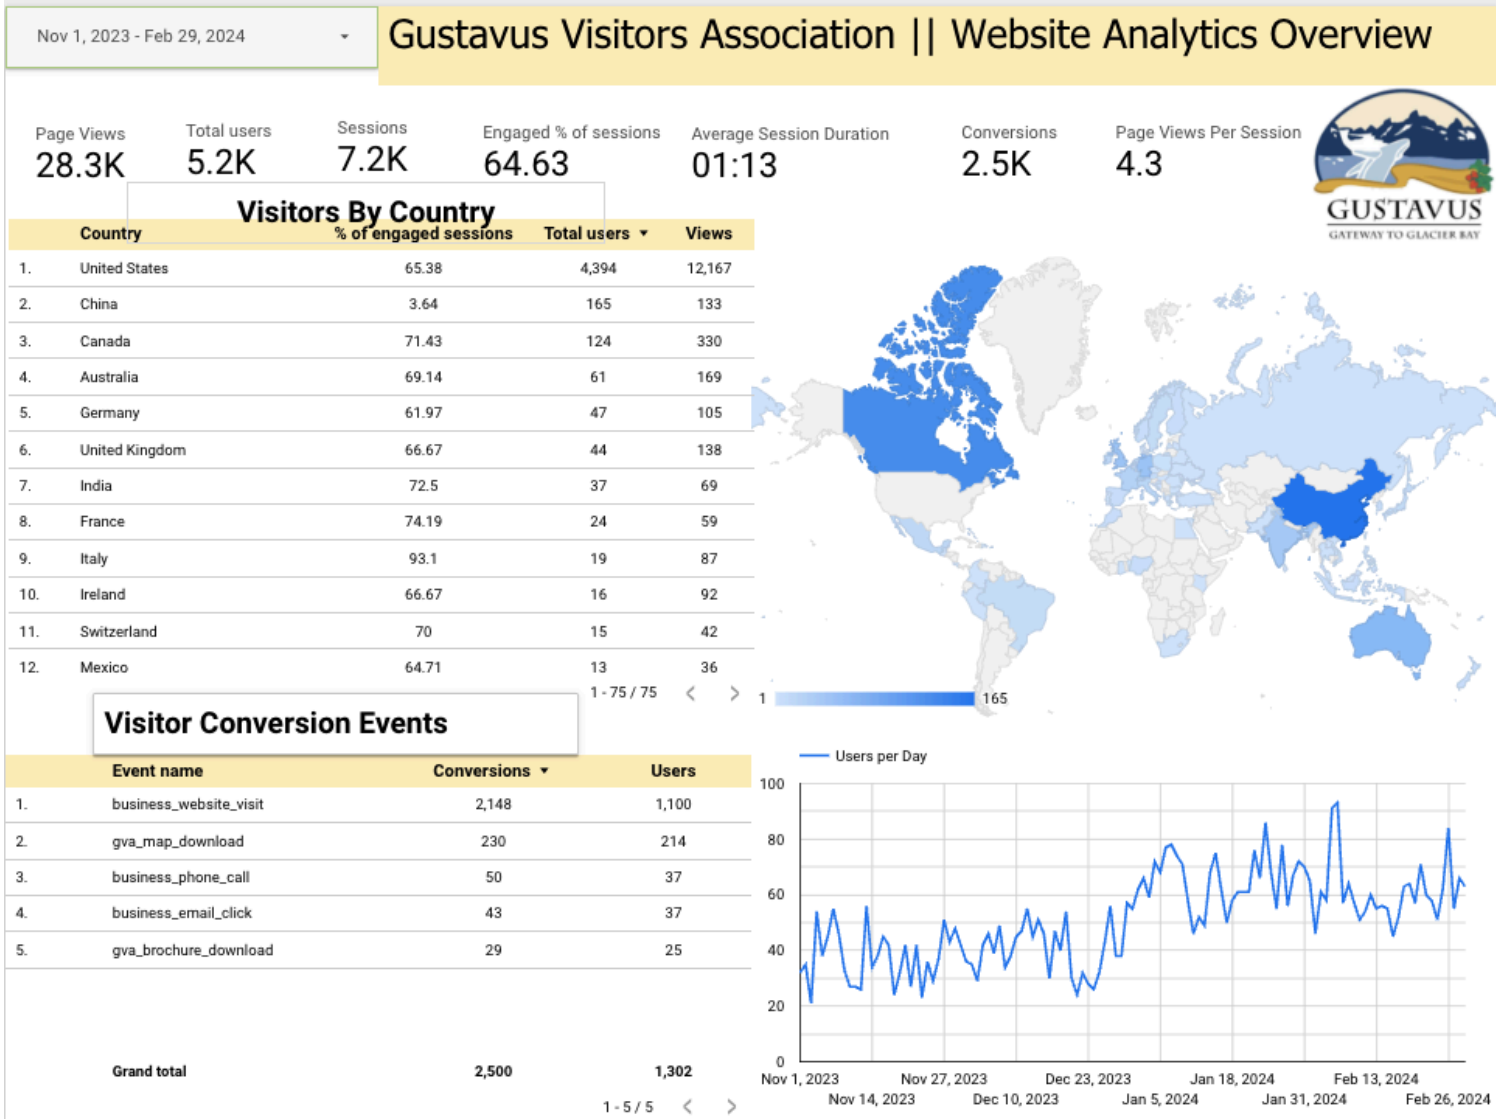 Nov 1, 2023 - Feb 29, 2024
Gustavus Visitors Association || Website Analytics Overview
Page Views
28.3K
Total users
5.2K
Sessions
7.2K
Engaged % of sessions
64.63
Average Session Duration
01:13
Conversions
2.5K
Page Views Per Session
4.3
GUSTAVUS
GATEWAY TO GLACIER BAY
Visitors By Country
Country % of engaged sessions Total users Views
1. United States 65.38 4,394 12,167
2. China 3.64 165 133
3. Canada 71.43 124 330
4. Australia 69.14 61 169
5. Germany 61.97 47 105
6. United Kingdom 66.67 44 138
7. India 72.5 37 69
8. France 74.19 24 59
9. Italy 93.1 19 87
10. Ireland 66.67 16 92
11. Switzerland 70 15 42
12. Mexico 64.71 13 36
1 - 75 / 75
1 165
Visitor Conversion Events
Event name Conversions Users
1. business_website_visit 2,148 1,100
2. gva_map_download 230 214
3. business_phone_call 50 37
4. business_email_click 43 37
5. gva_brochure_download 29 25
Grand total 2,500 1,302
1 - 5 / 5
Users per Day
100
80
60
40
20
0
Nov 1, 2023 Nov 27, 2023 Dec 23, 2023 Jan 18, 2024 Feb 13, 2024
Nov 14, 2023 Dec 10, 2023 Jan 5, 2024 Jan 31, 2024 Feb 26, 2024